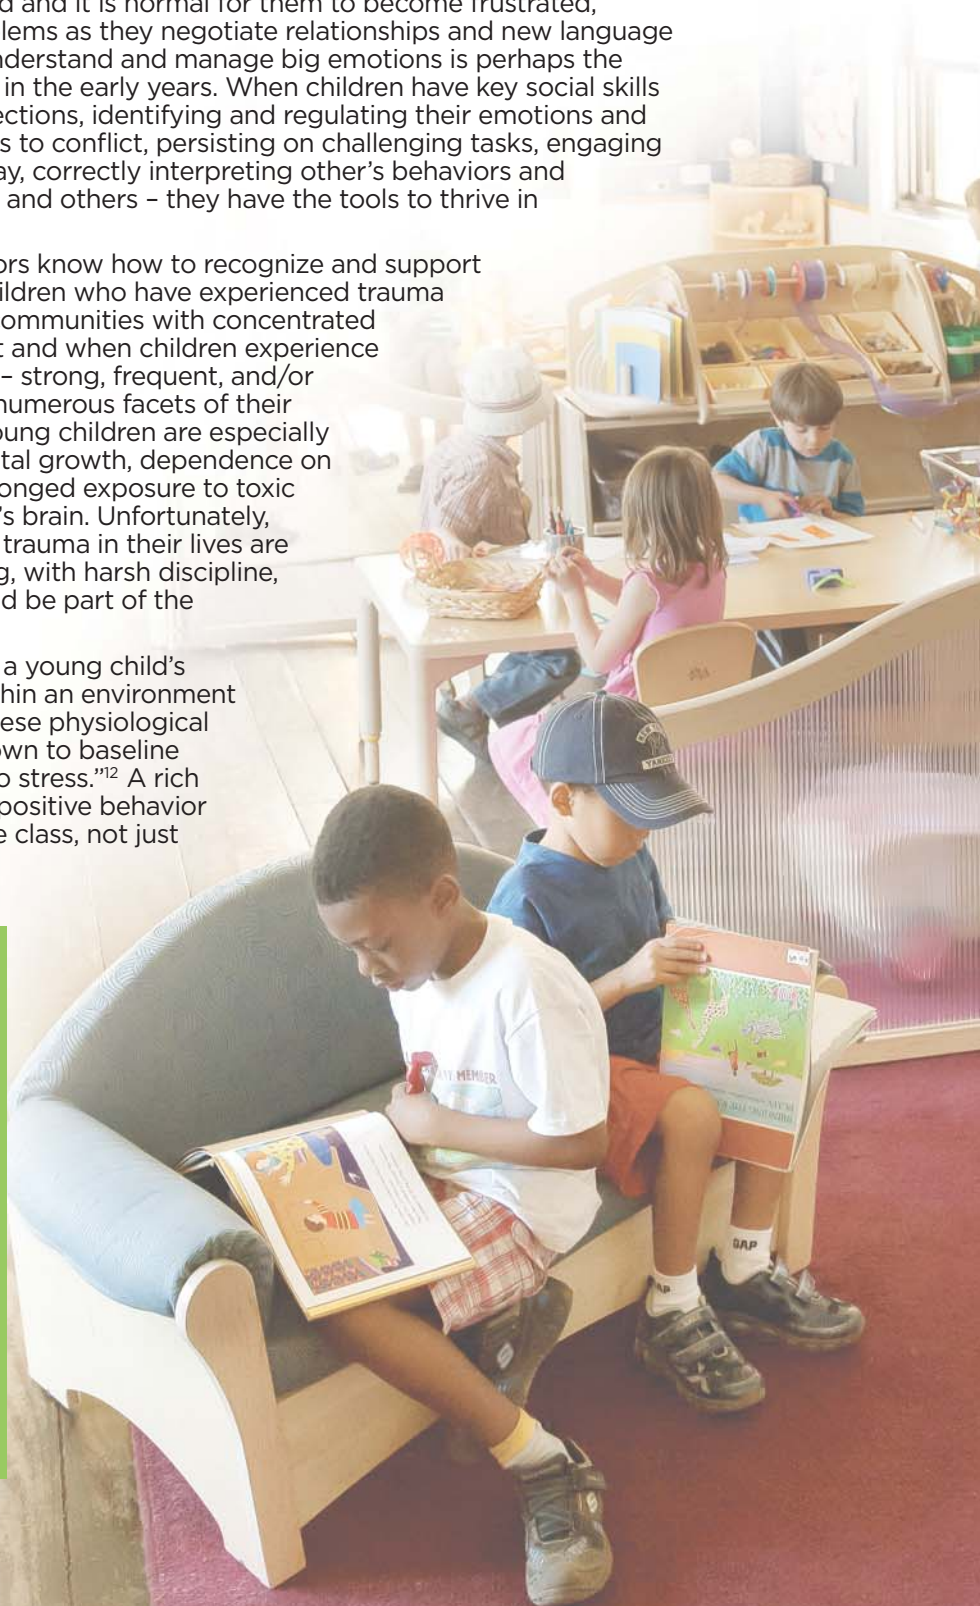 d and it is normal for them to become frustrated,
lems as they negotiate relationships and new language
nderstand and manage big emotions is perhaps the
in the early years. When children have key social skills
ections, identifying and regulating their emotions and
s to conflict, persisting on challenging tasks, engaging
ay, correctly interpreting other’s behaviors and
and others – they have the tools to thrive in
ors know how to recognize and support
ildren who have experienced trauma
ommunities with concentrated
t and when children experience
– strong, frequent, and/or
numerous facets of their
oung children are especially
tal growth, dependence on
onged exposure to toxic
’s brain. Unfortunately,
trauma in their lives are
g, with harsh discipline,
d be part of the
a young child’s
hin an environment
ese physiological
own to baseline
o stress.”¹² A rich
positive behavior
e class, not just
NEW YORK
YANKEES
MEMBER
GAP
AP